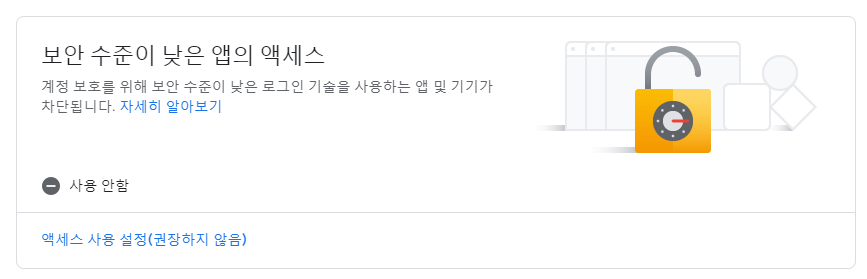 보안 수준이 낮은 앱의 액세스
계정 보호를 위해 보안 수준이 낮은 로그인 기술을 사용하는 앱 및 기기가
차단됩니다. 자세히 알아보기
사용 안함
액세스 사용 설정(권장하지 않음)